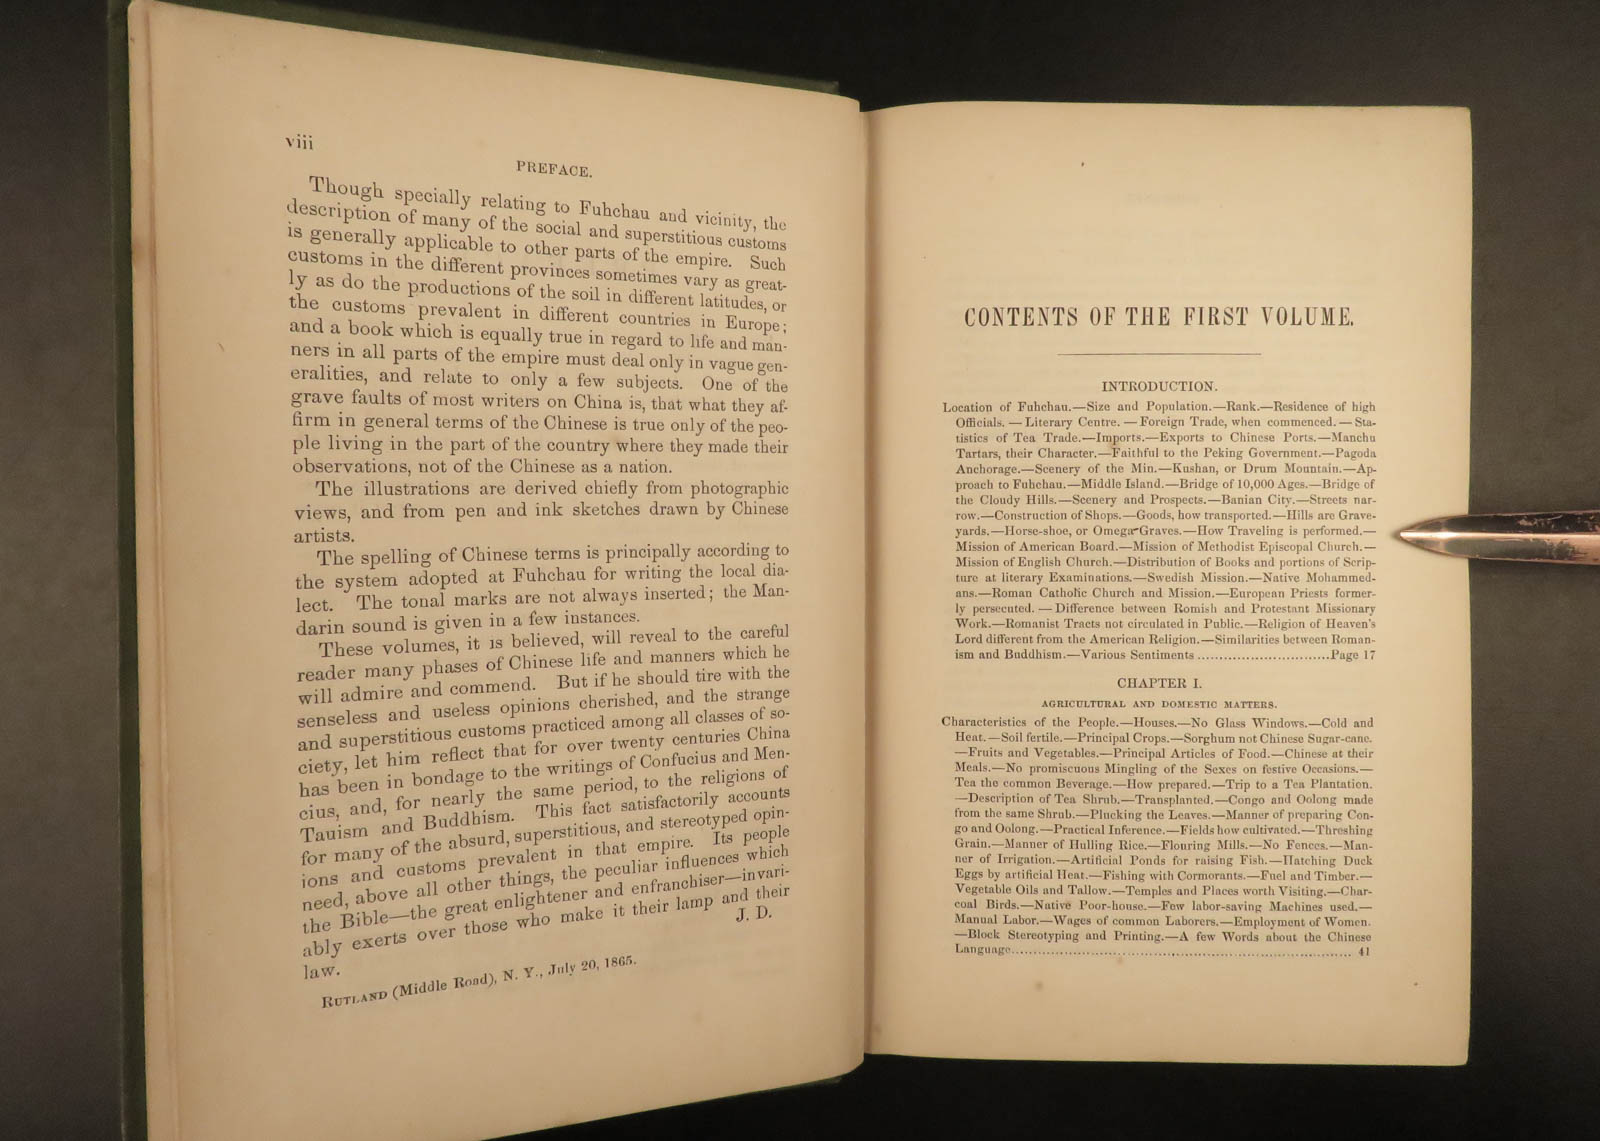 viii
PREFACE.
Though specially relating to Fuhchau and vicinity, the
description of many of the social and superstitious customs
is generally applicable to other parts of the empire. Such
customs in the different provinces sometimes vary as great-
ly as do the productions of the soil in different latitudes, or
the customs prevalent in different countries in Europe;
and a book which is equally true in regard to life and man-
ners in all parts of the empire must deal only in vague gen-
eralities, and relate to only a few subjects. One of the
grave faults of most writers on China is, that what they af-
firm in general terms of the Chinese is true only of the peo-
ple living in the part of the country where they made their
observations, not of the Chinese as a nation.
The illustrations are derived chiefly from photographic
views, and from pen and ink sketches drawn by Chinese
artists.
The spelling of Chinese terms is principally according to
the system adopted at Fuhchau for writing the local dia-
lect. The tonal marks are not always inserted; the Man-
darin sound is given in a few instances.
These volumes, it is believed, will reveal to the careful
reader many phases of Chinese life and manners which he
will admire and commend. But if he should tire with the
senseless and useless opinions cherished, and the strange
and superstitious customs practiced among all classes of so-
ciety, let him reflect that for over twenty centuries China
has been in bondage to the writings of Confucius and Men-
cius, and, for nearly the same period, to the religions of
Tauism and Buddhism. This fact satisfactorily accounts
for many of the absurd, superstitious, and stereotyped opin-
ions and customs prevalent in that empire. Its people
need, above all other things, the peculiar influences which
the Bible—the great enlightener and enfranchiser—invari-
ably exerts over those who make it their lamp and their
law.
J. D.
RUTLAND (Middle Road), N. Y., July 20, 1865.
CONTENTS OF THE FIRST VOLUME.
INTRODUCTION.
Location of Fuhchau.—Size and Population.—Rank.—Residence of high
Officials.—Literary Centre.—Foreign Trade, when commenced.—Sta-
tistics of Tea Trade.—Imports.—Exports to Chinese Ports.—Manchu
Tartars, their Character.—Faithful to the Peking Government.—Pagoda
Anchorage.—Scenery of the Min.—Kushan, or Drum Mountain.—Ap-
proach to Fuhchau.—Middle Island.—Bridge of 10,000 Ages.—Bridge of
the Cloudy Hills.—Scenery and Prospects.—Banian City.—Streets nar-
row.—Construction of Shops.—Goods, how transported.—Hills are Grave-
yards.—Horse-shoe, or Omega-Graves.—How Traveling is performed.—
Mission of American Board.—Mission of Methodist Episcopal Church.—
Mission of English Church.—Distribution of Books and portions of Scrip-
ture at literary Examinations.—Swedish Mission.—Native Mohammed-
ans.—Roman Catholic Church and Mission.—European Priests former-
ly persecuted.—Difference between Romish and Protestant Missionary
Work.—Romanist Tracts not circulated in Public.—Religion of Heaven's
Lord different from the American Religion.—Similarities between Roman-
ism and Buddhism.—Various Sentiments..............................Page 17
CHAPTER I.
AGRICULTURAL AND DOMESTIC MATTERS.
Characteristics of the People.—Houses.—No Glass Windows.—Cold and
Heat.—Soil fertile.—Principal Crops.—Sorghum not Chinese Sugar-cane.
—Fruits and Vegetables.—Principal Articles of Food.—Chinese at their
Meals.—No promiscuous Mingling of the Sexes on festive Occasions.—
Tea the common Beverage.—How prepared.—Trip to a Tea Plantation.
—Description of Tea Shrub.—Transplanted.—Congo and Oolong made
from the same Shrub.—Plucking the Leaves.—Manner of preparing Con-
go and Oolong.—Practical Inference.—Fields how cultivated.—Threshing
Grain.—Manner of Hulling Rice.—Flouring Mills.—No Fences.—Man-
ner of Irrigation.—Artificial Ponds for raising Fish.—Hatching Duck
Eggs by artificial Heat.—Fishing with Cormorants.—Fuel and Timber.—
Vegetable Oils and Tallow.—Temples and Places worth Visiting.—Char-
coal Birds.—Native Poor-house.—Few labor-saving Machines used.—
Manual Labor.—Wages of common Laborers.—Employment of Women.
—Block Stereotyping and Printing.—A few Words about the Chinese
Language.............................................................................. 41